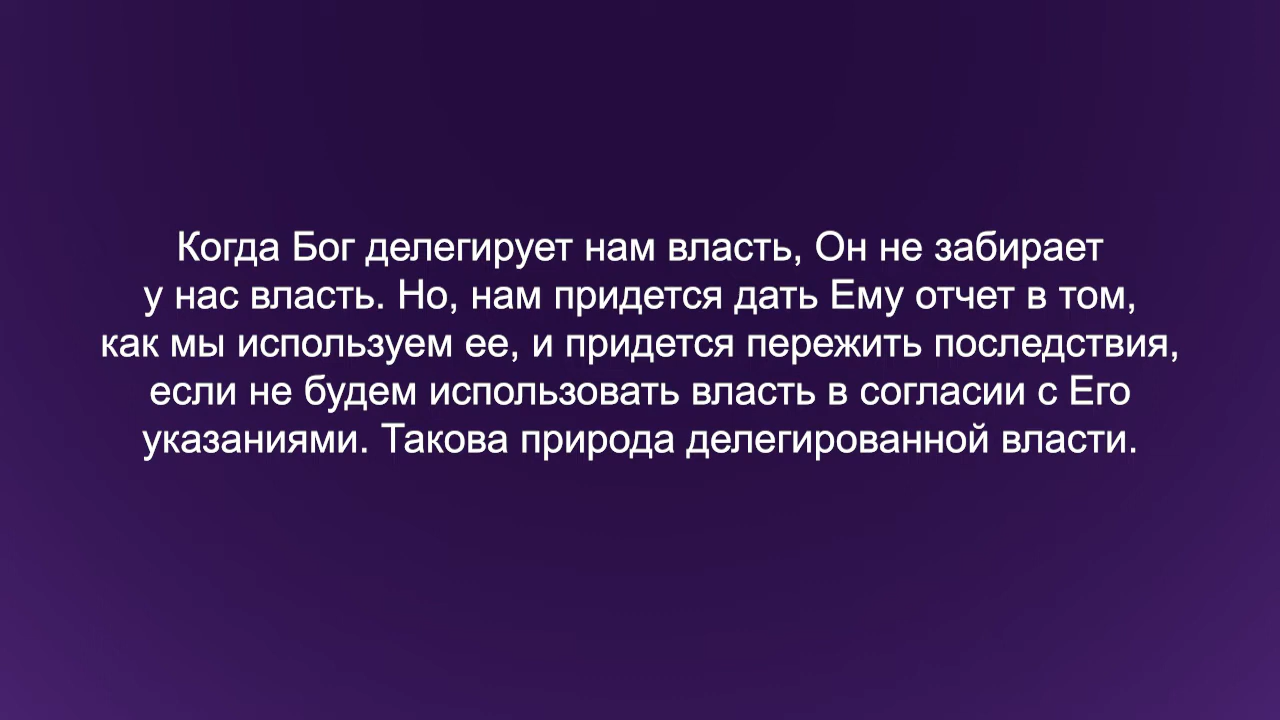 Когда Бог делегирует нам власть, Он не забирает
у нас власть. Но, нам придется дать Ему отчет в том,
как мы используем ее, и придется пережить последствия,
если не будем использовать власть в согласии с Его
указаниями. Такова природа делегированной власти.